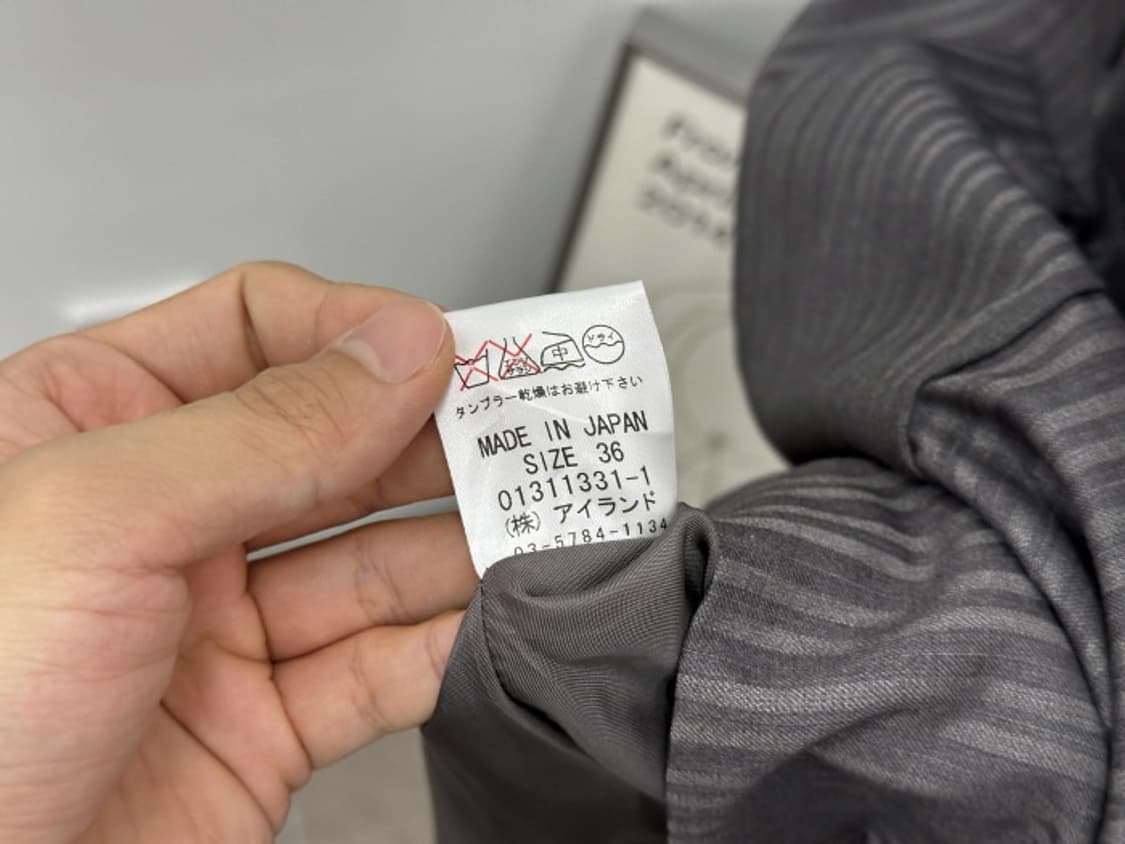 中 ドライ
タンブラー乾燥はお避け下さい
MADE IN JAPAN
SIZE 36
01311331-1
(株) アイランド
03-5784-1134